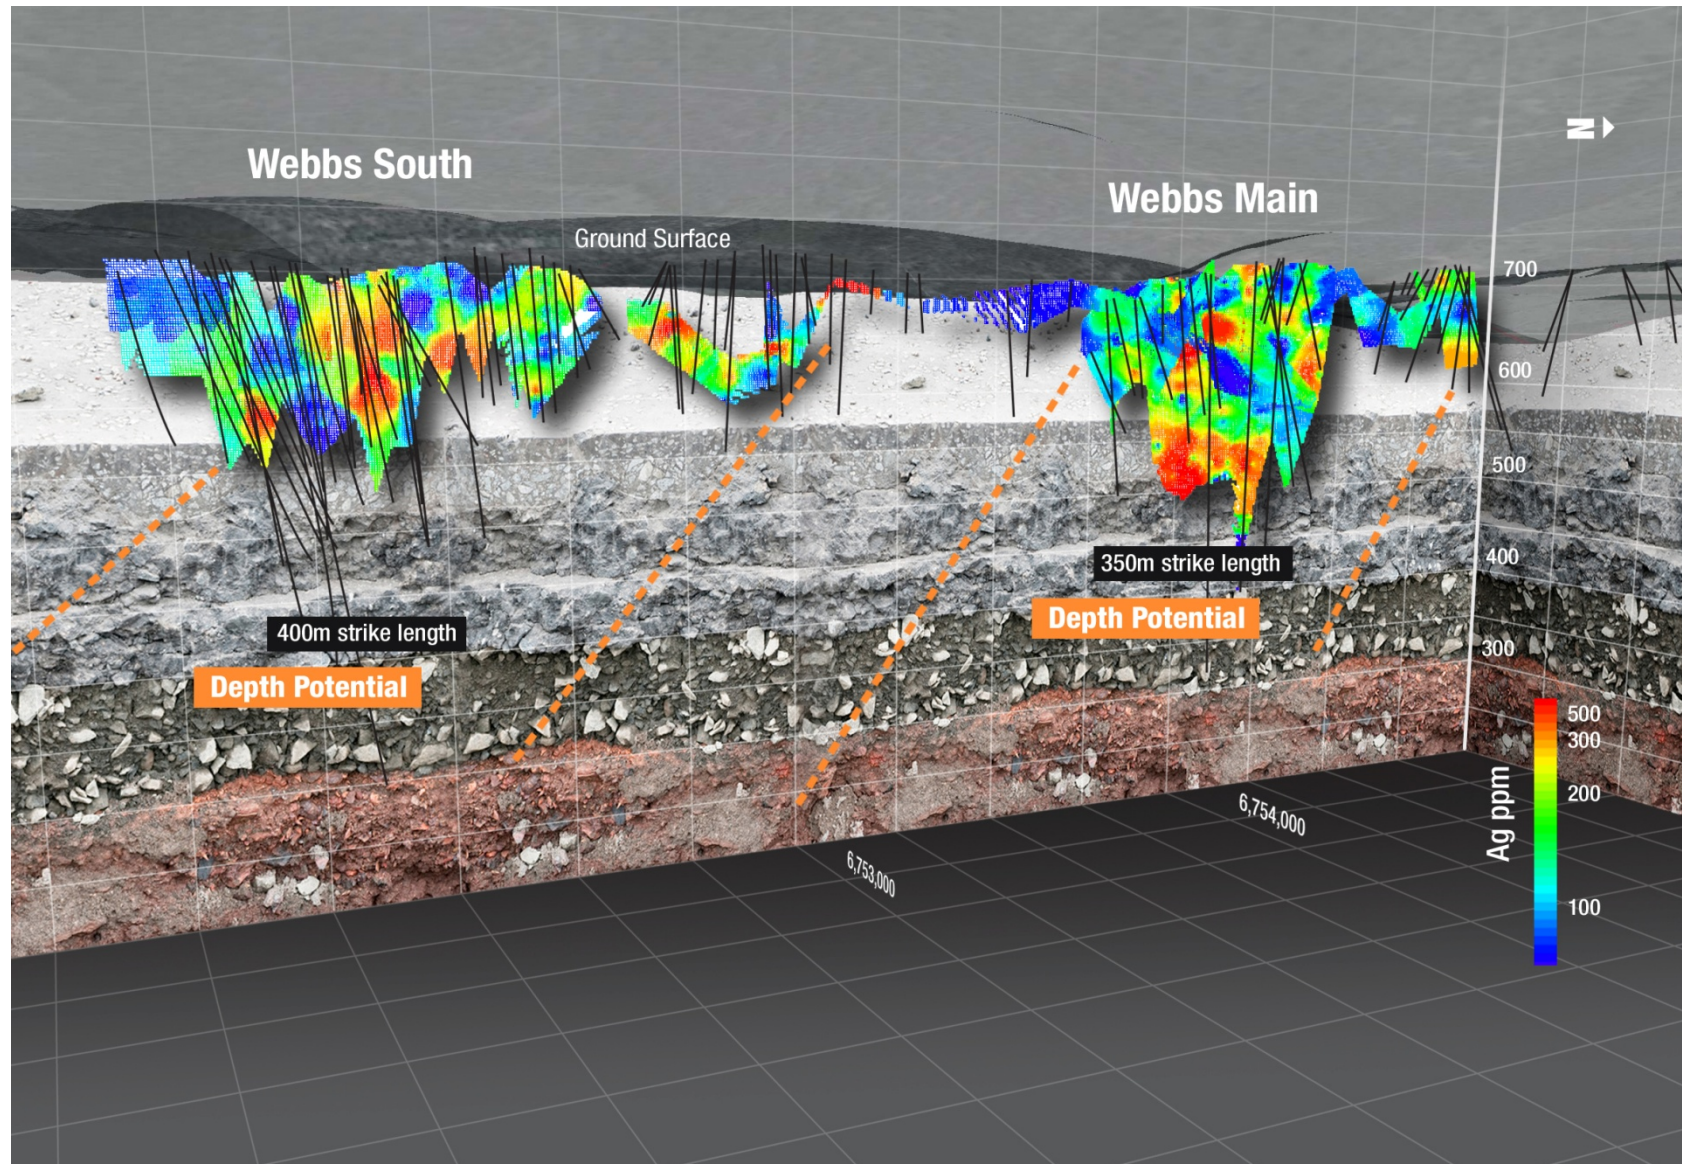 Webbs South
Webbs Main
Ground Surface
N
700
600
500
400
300
350m strike length
Depth Potential
400m strike length
Depth Potential
6,753,000
6,754,000
Ag ppm
500
300
200
100